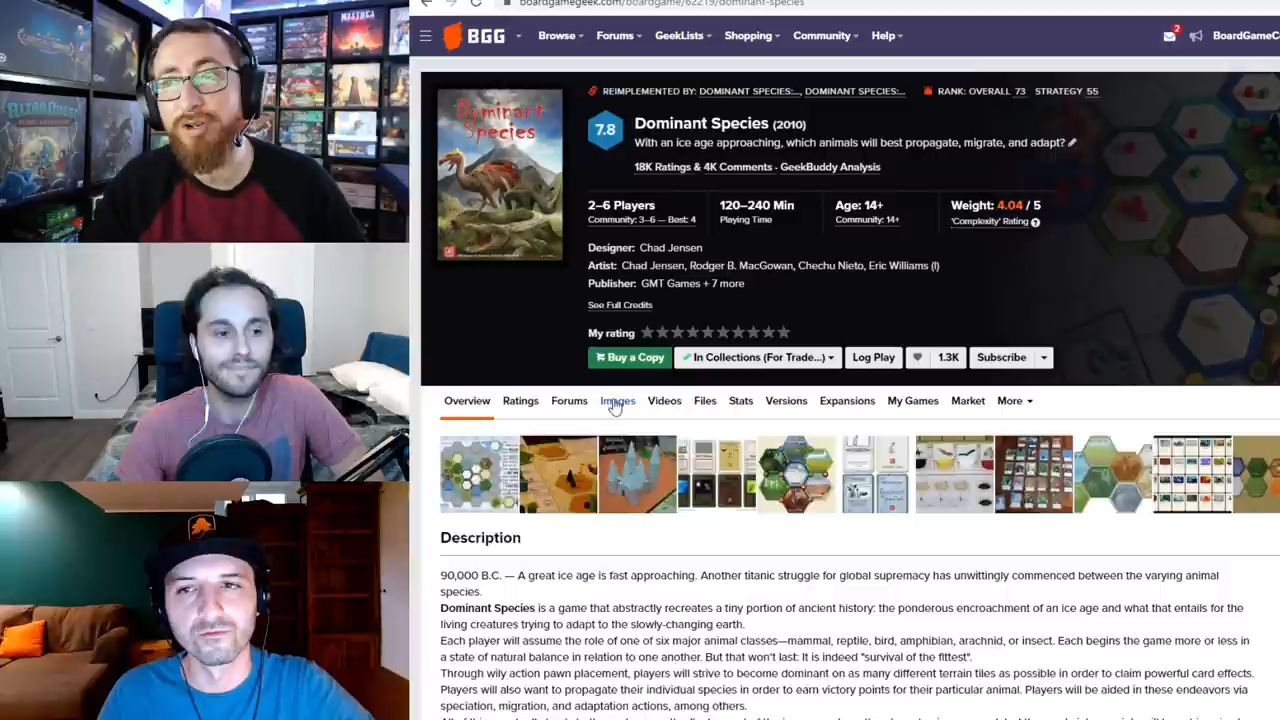 boardgamegeek.com/boardgame/62219/dominant-species
BGG Browse Forums GeekLists Shopping Community Help 2
REIMPLEMENTED BY: DOMINANT SPECIES:..., DOMINANT SPECIES:... RANK: OVERALL 73 STRATEGY 55
Dominant Species
7.8 Dominant Species (2010)
With an ice age approaching, which animals will best propagate, migrate, and adapt?
18K Ratings & 4K Comments - GeekBuddy Analysis
2–6 Players 120–240 Min Age: 14+ Weight: 4.04 / 5
Community: 3–6 — Best: 4 Playing Time Community: 14+ 'Complexity' Rating
Designer: Chad Jensen
Artist: Chad Jensen, Rodger B. MacGowan, Chechu Nieto, Eric Williams (I)
Publisher: GMT Games + 7 more
See Full Credits
My rating
Buy a Copy In Collections (For Trade...) Log Play 1.3K Subscribe
Overview Ratings Forums Images Videos Files Stats Versions Expansions My Games Market More
Description
90,000 B.C. — A great ice age is fast approaching. Another titanic struggle for global supremacy has unwittingly commenced between the varying animal
species.
Dominant Species is a game that abstractly recreates a tiny portion of ancient history: the ponderous encroachment of an ice age and what that entails for the
living creatures trying to adapt to the slowly-changing earth.
Each player will assume the role of one of six major animal classes—mammal, reptile, bird, amphibian, arachnid, or insect. Each begins the game more or less in
a state of natural balance in relation to one another. But that won't last: It is indeed "survival of the fittest".
Through wily action pawn placement, players will strive to become dominant on as many different terrain tiles as possible in order to claim powerful card effects.
Players will also want to propagate their individual species in order to earn victory points for their particular animal. Players will be aided in these endeavors via
speciation, migration, and adaptation actions, among others.